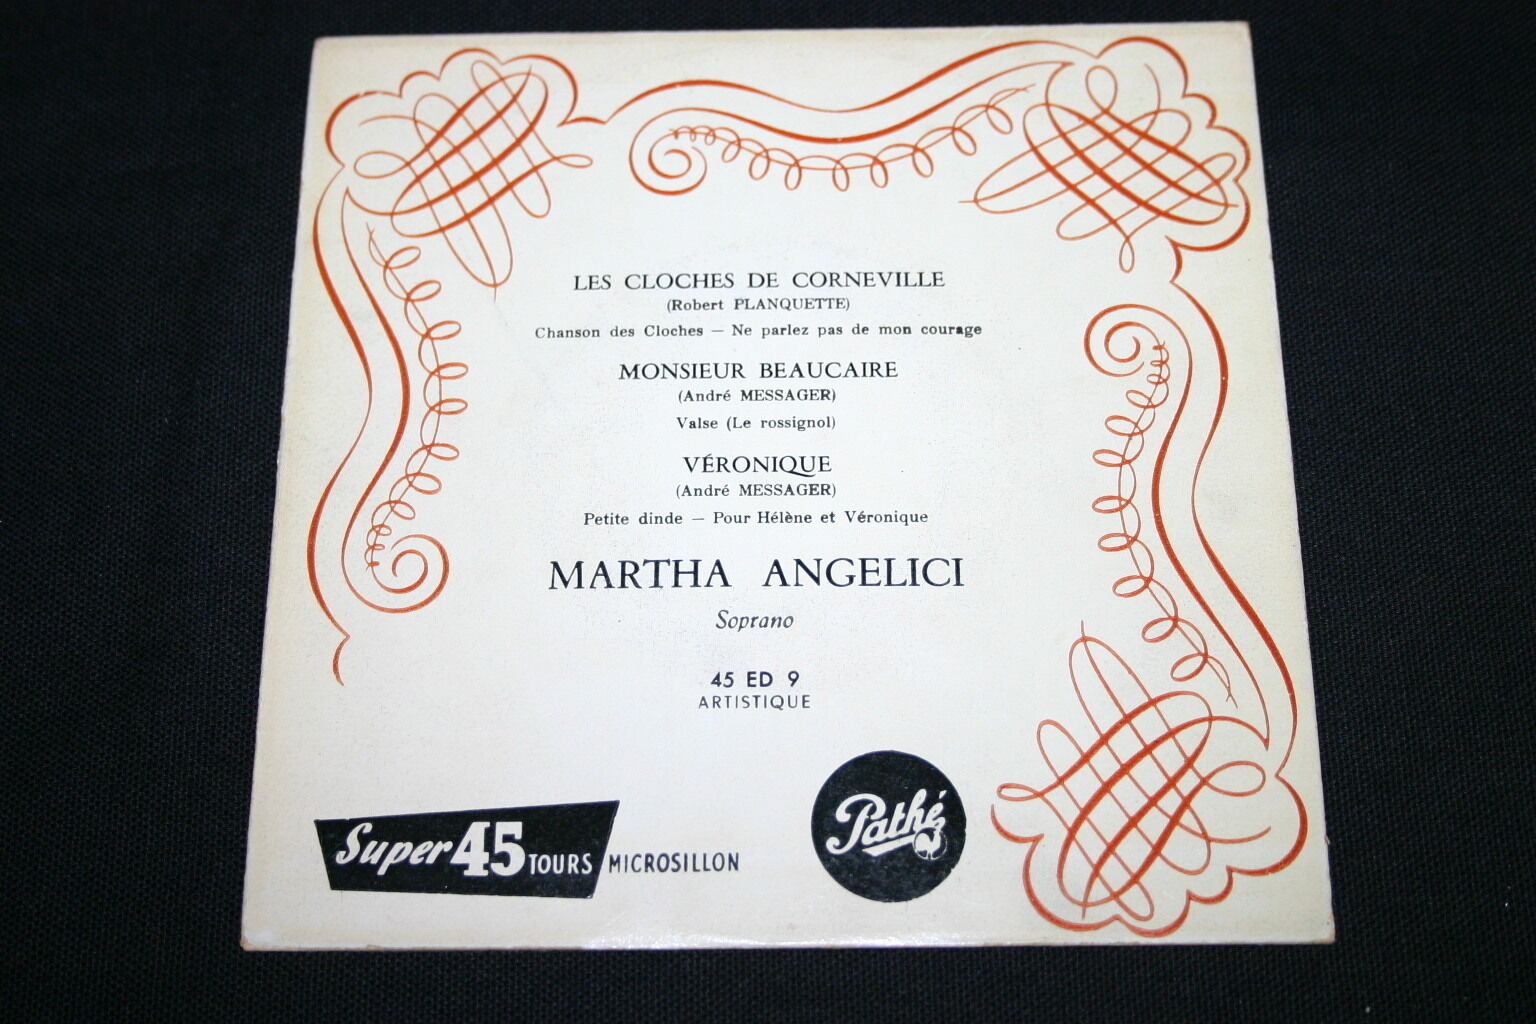 LES CLOCHES DE CORNEVILLE
(Robert PLANQUETTE)
Chanson des Cloches — Ne parlez pas de mon courage
MONSIEUR BEAUCAIRE
(André MESSAGER)
Valse (Le rossignol)
VÉRONIQUE
(André MESSAGER)
Petite dinde — Pour Hélène et Véronique
MARTHA ANGELICI
Soprano
45 ED 9
ARTISTIQUE
Super 45 TOURS MICROSILLON
Pathé